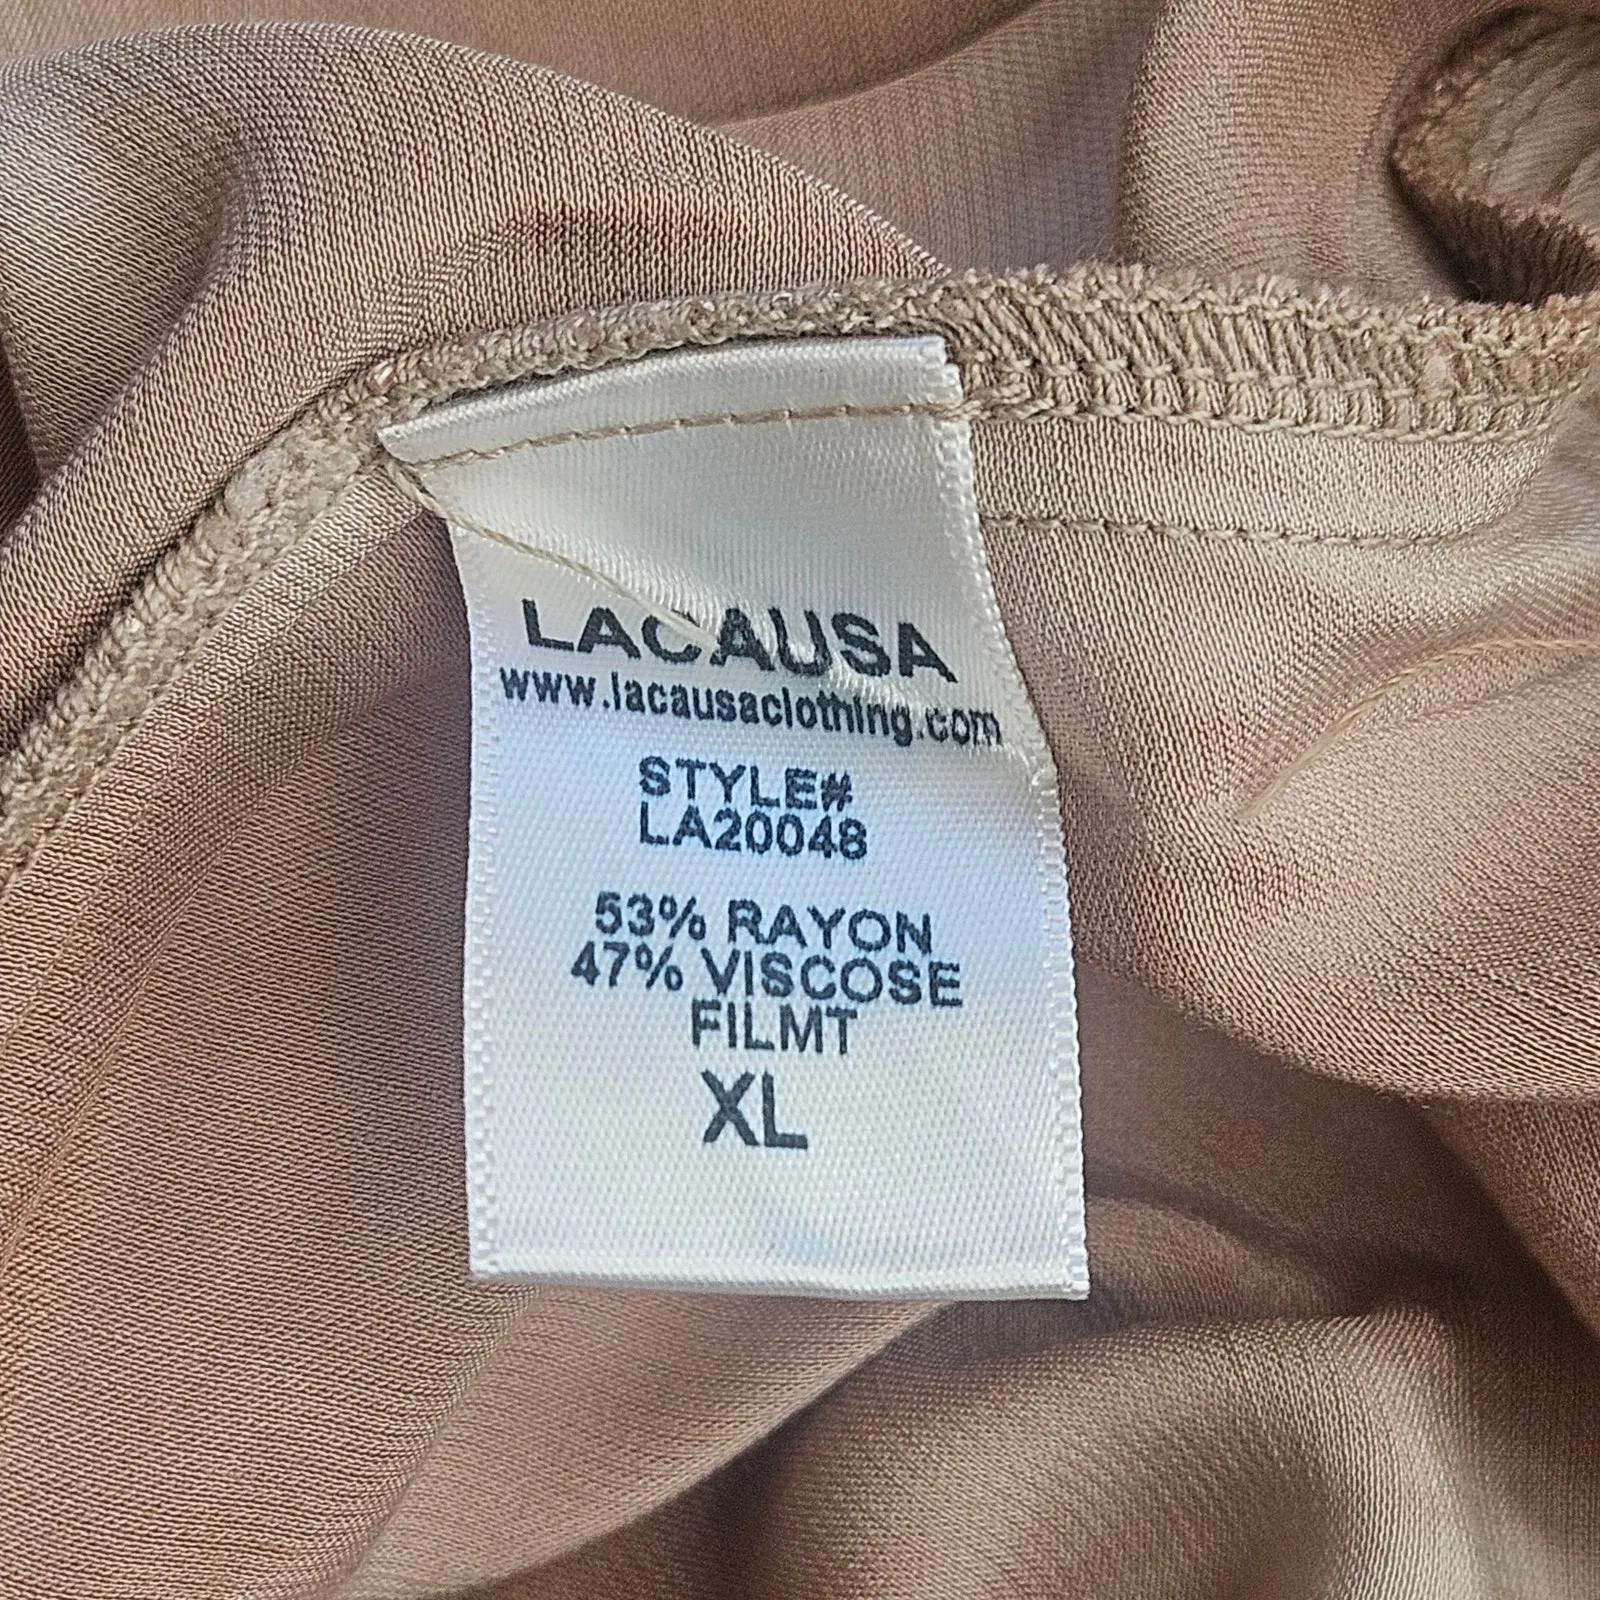 LACAUSA
www.lacausaclothing.com
STYLE#
LA20048
53% RAYON
47% VISCOSE
FILMT
XL